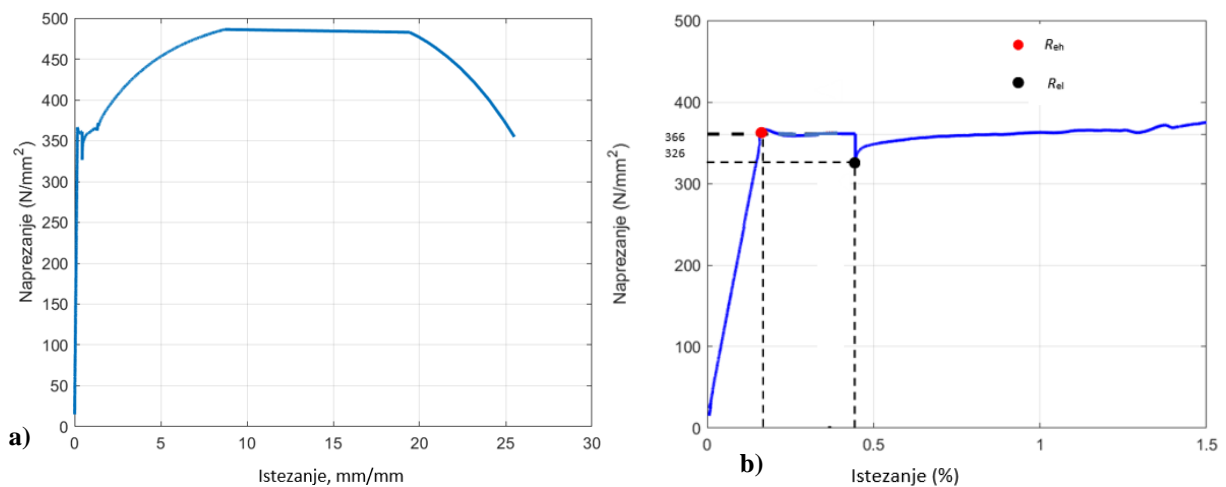 500
450
400
350
300
250
200
150
100
50
0
Naprezanje (N/mm²)
0 5 10 15 20 25 30
Istezanje, mm/mm
a)
500
400
366
326
300
200
100
0
Naprezanje (N/mm²)
Reh
Rel
0 0.5 1 1.5
Istezanje (%)
b)